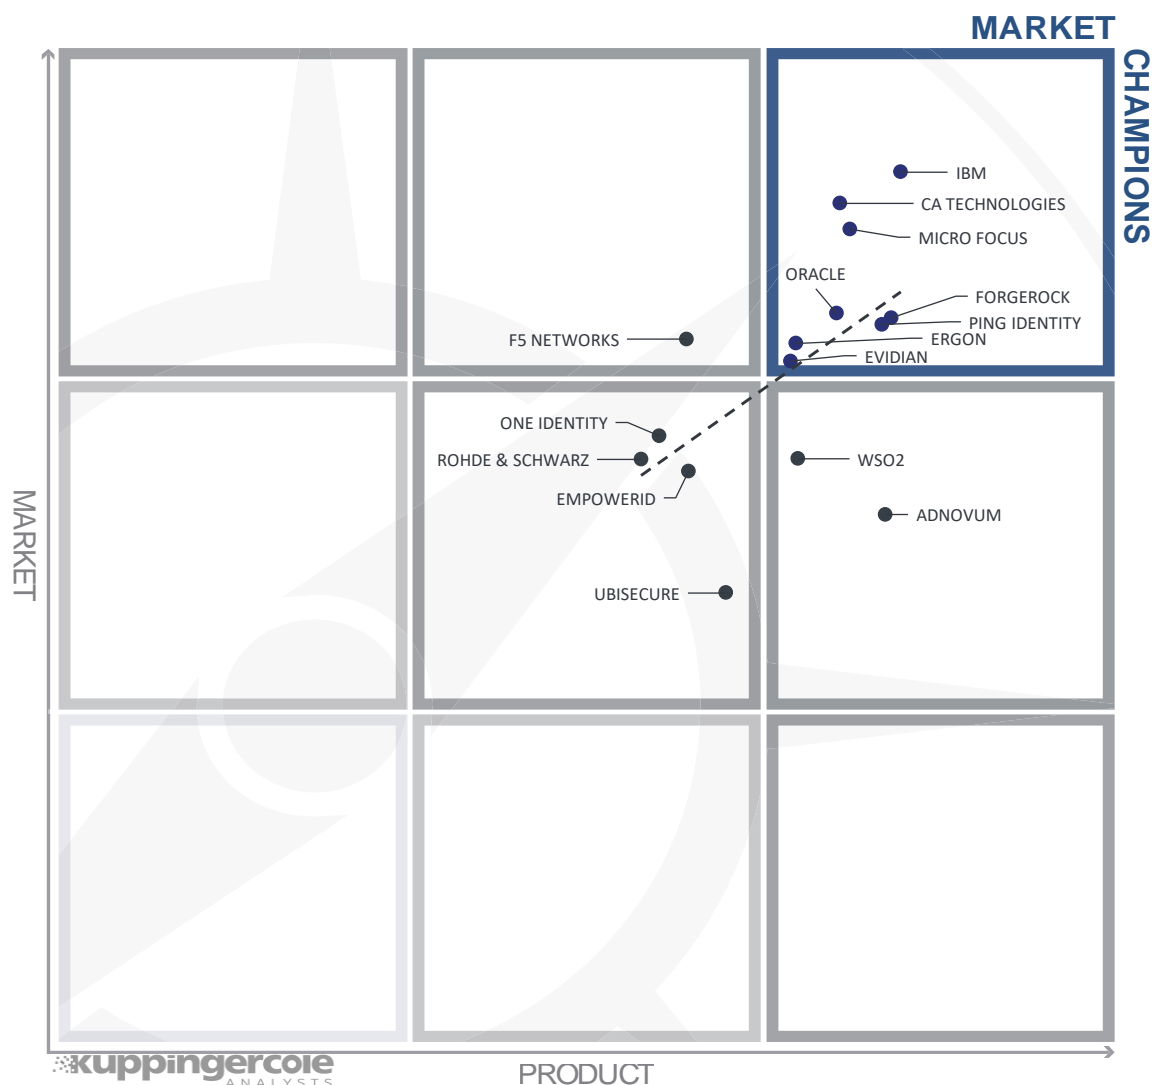 MARKET
CHAMPIONS
IBM
CA TECHNOLOGIES
MICRO FOCUS
ORACLE
FORGEROCK
PING IDENTITY
F5 NETWORKS
ERGON
EVIDIAN
ONE IDENTITY
ROHDE & SCHWARZ
WSO2
EMPOWERID
ADNOVUM
MARKET
UBISECURE
kuppingercole
ANALYSTS
PRODUCT